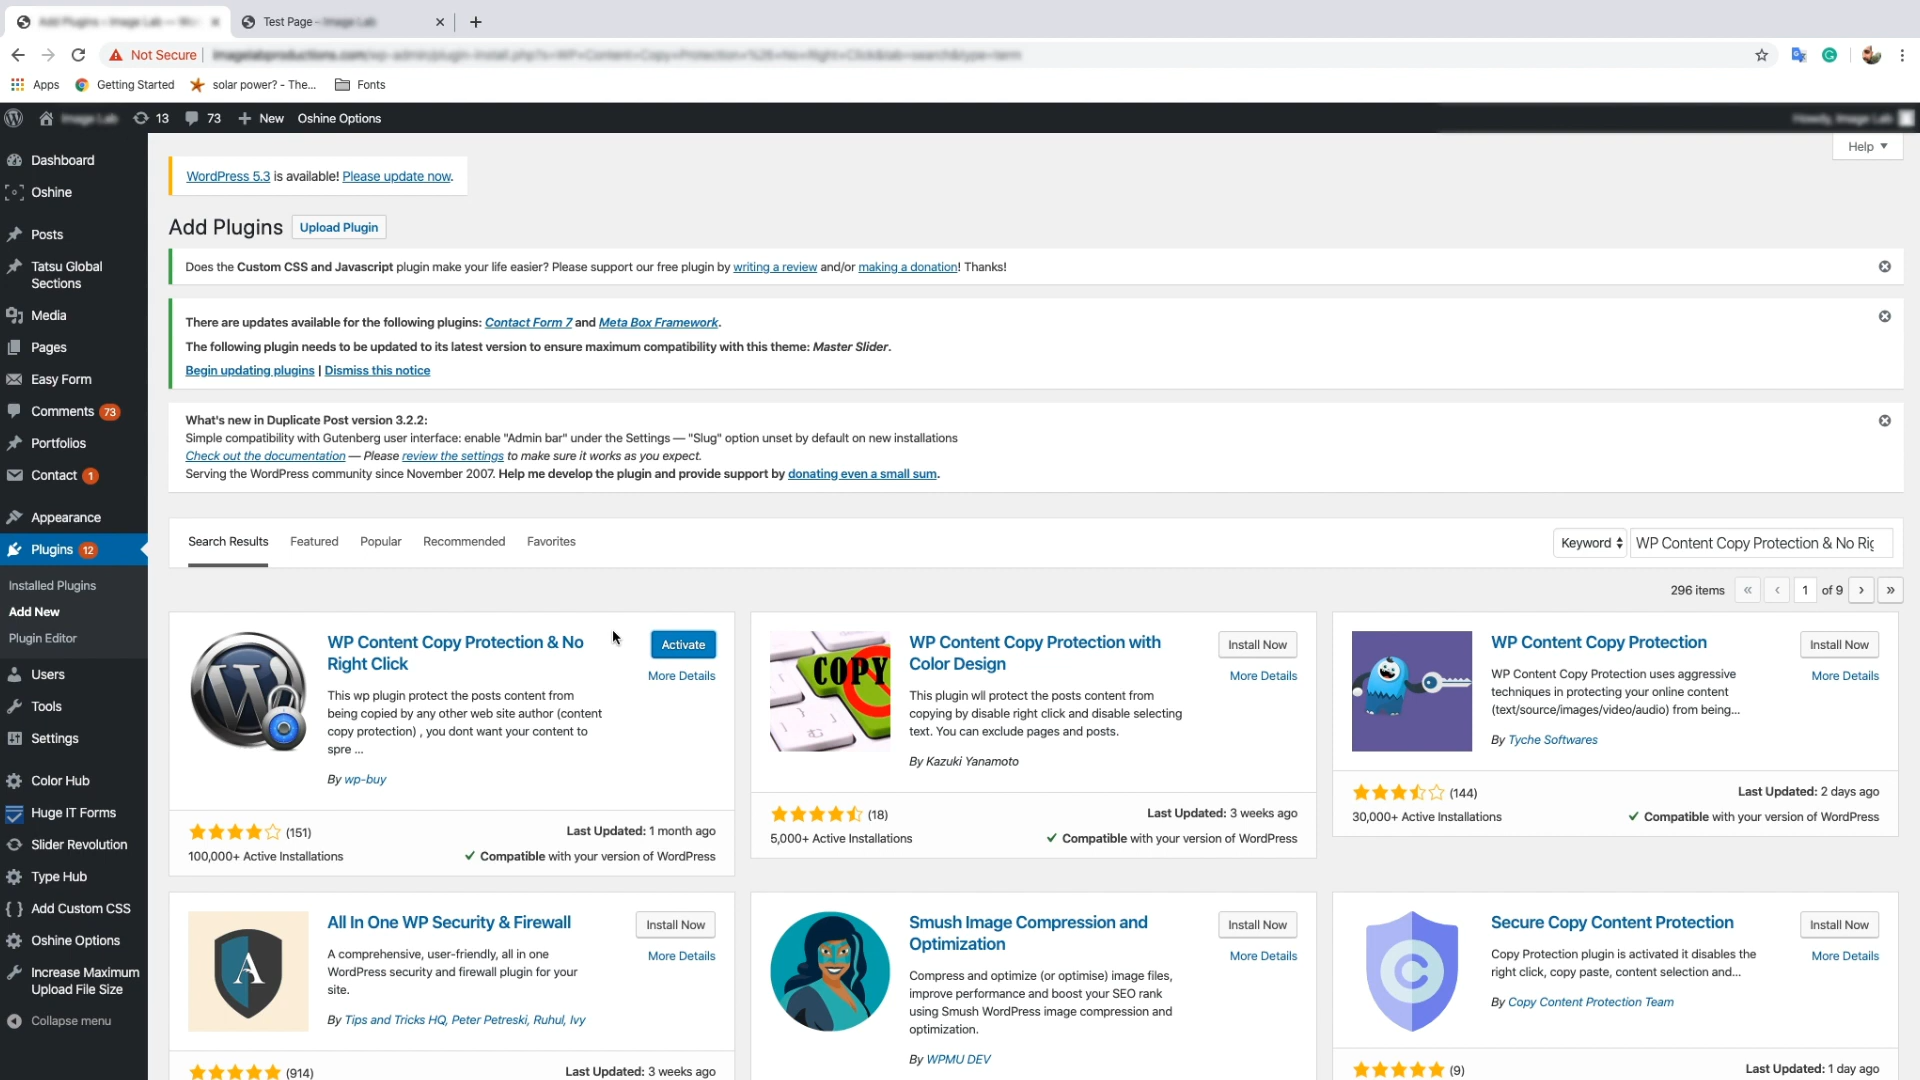 Test Page -
Not Secure
Apps
Getting Started
solar power? - The...
Fonts
13
73
New
Oshine Options
Help
Dashboard
Oshine
Posts
Tatsu Global
Sections
Media
Pages
Easy Form
Comments 73
Portfolios
Contact 1
Appearance
Plugins 12
Installed Plugins
Add New
Plugin Editor
Users
Tools
Settings
Color Hub
Huge IT Forms
Slider Revolution
Type Hub
Add Custom CSS
Oshine Options
Increase Maximum
Upload File Size
Collapse menu
WordPress 5.3 is available! Please update now.
Add Plugins
Upload Plugin
Does the Custom CSS and Javascript plugin make your life easier? Please support our free plugin by writing a review and/or making a donation! Thanks!
There are updates available for the following plugins: Contact Form 7 and Meta Box Framework.
The following plugin needs to be updated to its latest version to ensure maximum compatibility with this theme: Master Slider.
Begin updating plugins | Dismiss this notice
What's new in Duplicate Post version 3.2.2:
Simple compatibility with Gutenberg user interface: enable "Admin bar" under the Settings — "Slug" option unset by default on new installations
Check out the documentation — Please review the settings to make sure it works as you expect.
Serving the WordPress community since November 2007. Help me develop the plugin and provide support by donating even a small sum.
Search Results
Featured
Popular
Recommended
Favorites
Keyword
WP Content Copy Protection & No Rig
296 items
«
‹
1
of 9
›
»
WP Content Copy Protection & No
Right Click
Activate
More Details
This wp plugin protect the posts content from
being copied by any other web site author (content
copy protection) , you dont want your content to
spre ...
By wp-buy
(151)
Last Updated: 1 month ago
100,000+ Active Installations
Compatible with your version of WordPress
COPY
WP Content Copy Protection with
Color Design
Install Now
More Details
This plugin wll protect the posts content from
copying by disable right click and disable selecting
text. You can exclude pages and posts.
By Kazuki Yanamoto
(18)
Last Updated: 3 weeks ago
5,000+ Active Installations
Compatible with your version of WordPress
WP Content Copy Protection
Install Now
More Details
WP Content Copy Protection uses aggressive
techniques in protecting your online content
(text/source/images/video/audio) from being...
By Tyche Softwares
(144)
Last Updated: 2 days ago
30,000+ Active Installations
Compatible with your version of WordPress
A
All In One WP Security & Firewall
Install Now
More Details
A comprehensive, user-friendly, all in one
WordPress security and firewall plugin for your
site.
By Tips and Tricks HQ, Peter Petreski, Ruhul, Ivy
(914)
Last Updated: 3 weeks ago
Smush Image Compression and
Optimization
Install Now
More Details
Compress and optimize (or optimise) image files,
improve performance and boost your SEO rank
using Smush WordPress image compression and
optimization.
By WPMU DEV
C
Secure Copy Content Protection
Install Now
More Details
Copy Protection plugin is activated it disables the
right click, copy paste, content selection and...
By Copy Content Protection Team
(9)
Last Updated: 1 day ago